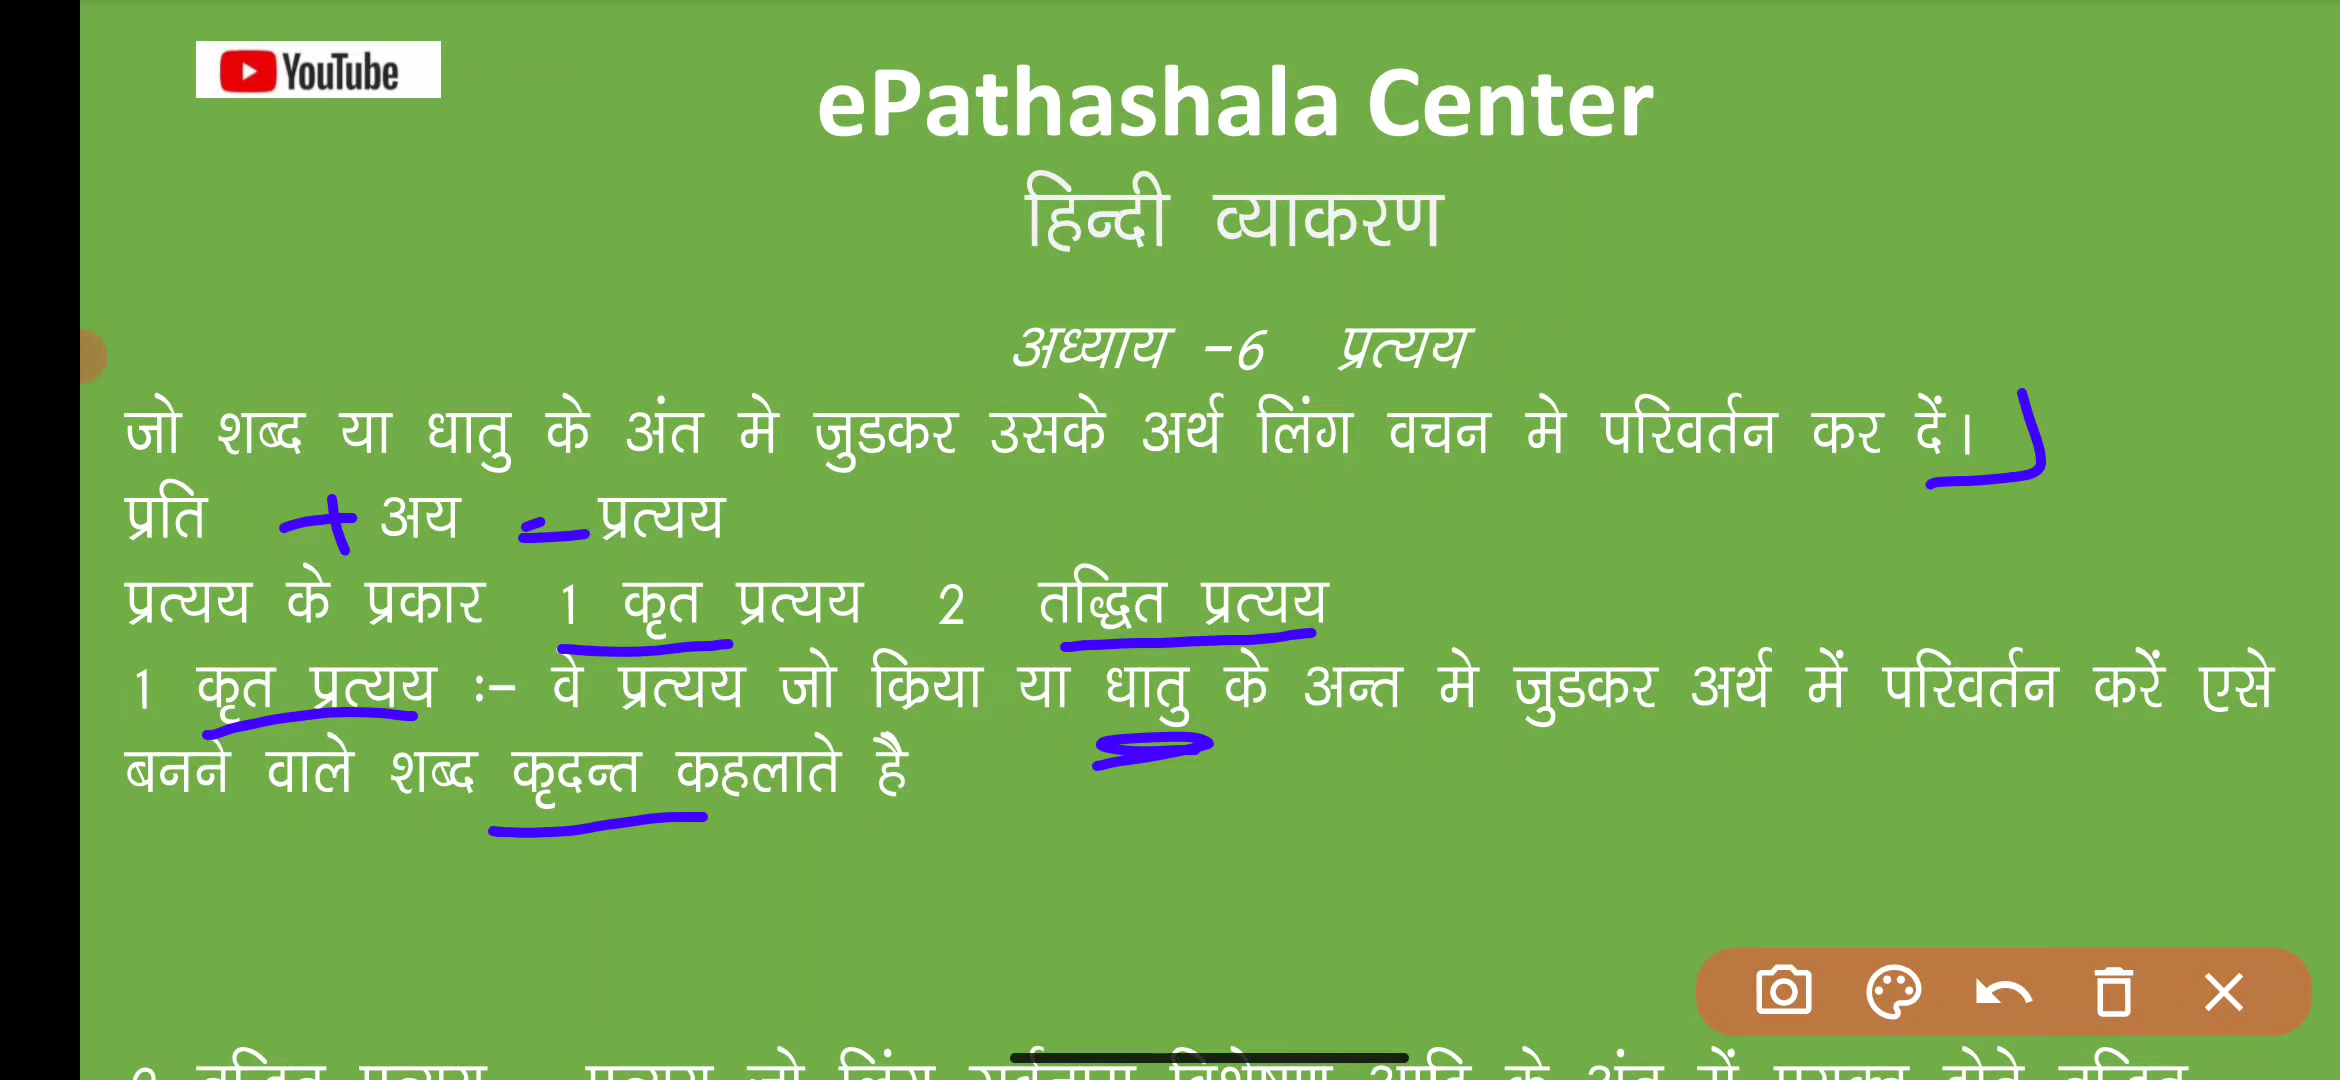 YouTube
ePathashala Center
हिन्दी व्याकरण
अध्याय -6 प्रत्यय
जो शब्द या धातु के अंत मे जुडकर उसके अर्थ लिंग वचन मे परिवर्तन कर दें।
प्रति + अय = प्रत्यय
प्रत्यय के प्रकार 1 कृत प्रत्यय 2 तद्धित प्रत्यय
1 कृत प्रत्यय :- वे प्रत्यय जो क्रिया या धातु के अन्त मे जुडकर अर्थ में परिवर्तन करें एसे
बनने वाले शब्द कृदन्त कहलाते है